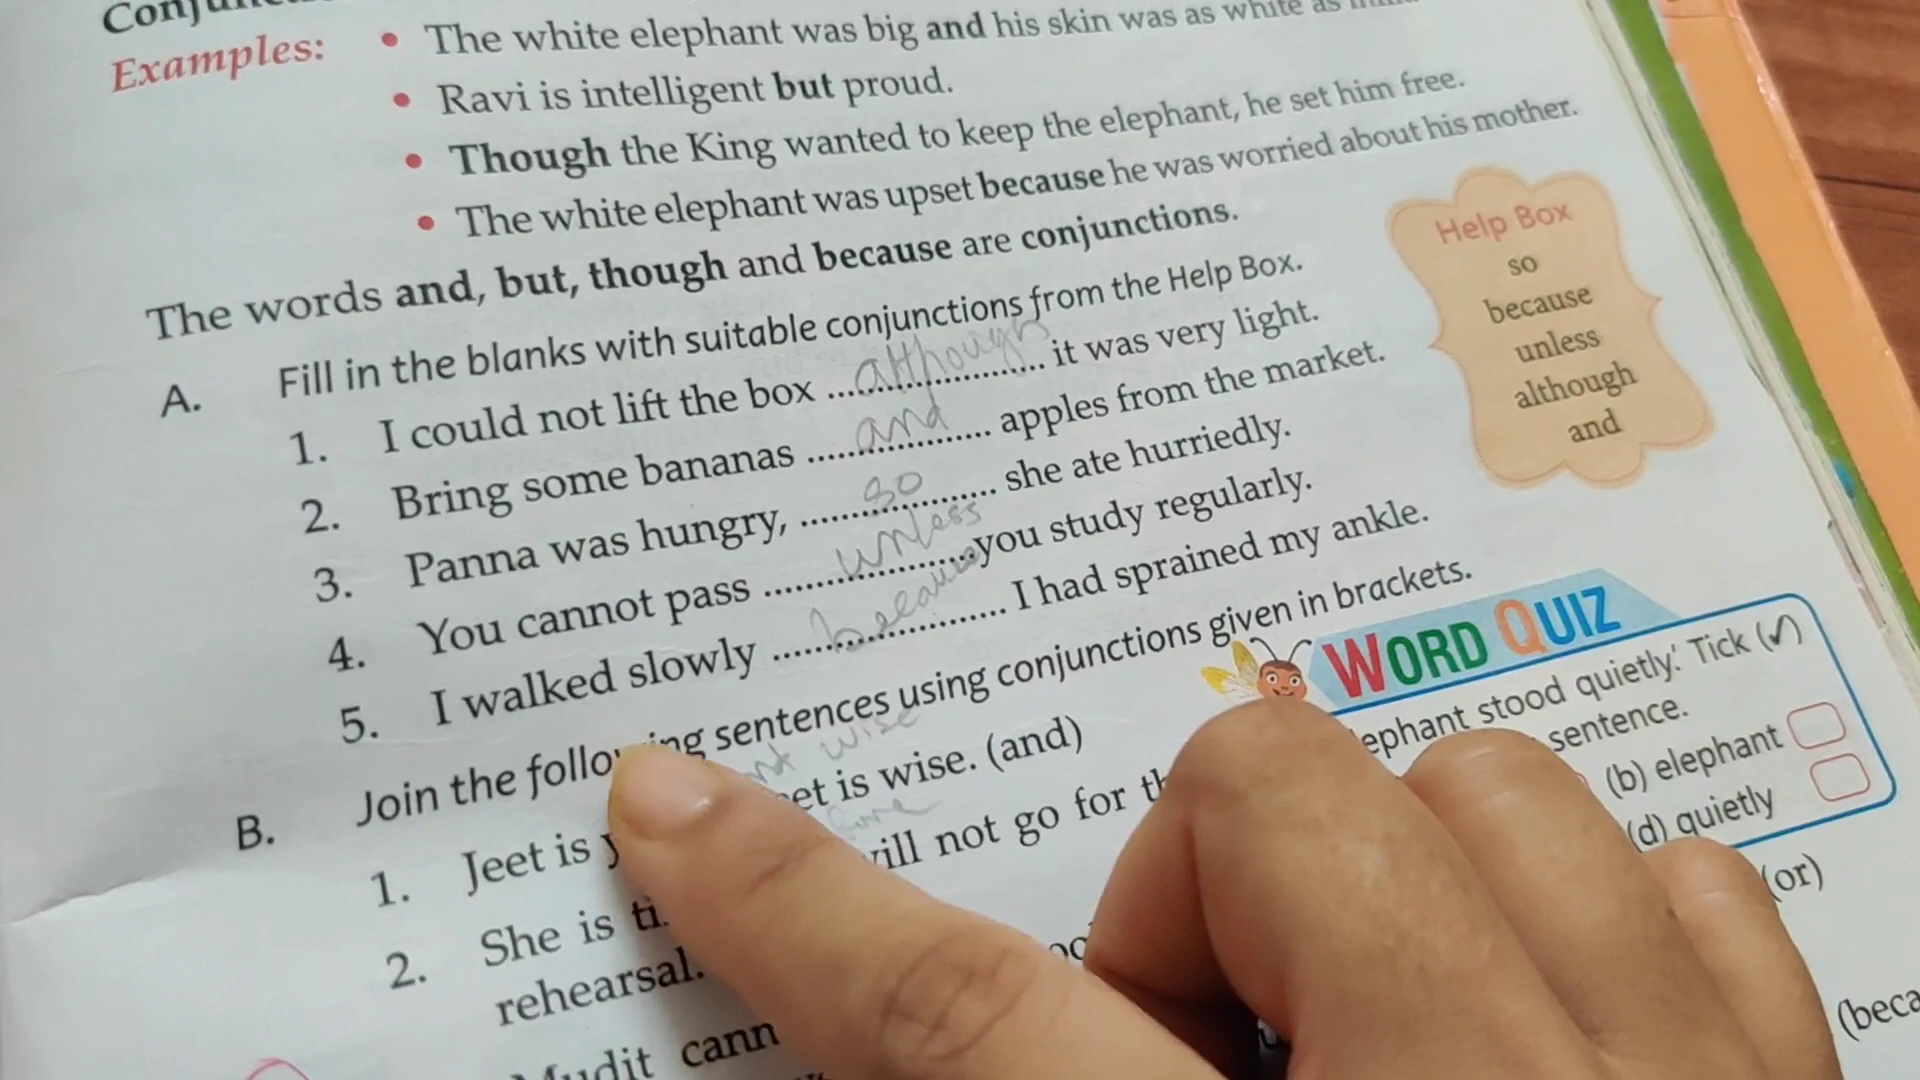 Examples: • The white elephant was big and his skin was as white as
• Ravi is intelligent but proud.
• Though the King wanted to keep the elephant, he set him free.
• The white elephant was upset because he was worried about his mother.
The words and, but, though and because are conjunctions.
A. Fill in the blanks with suitable conjunctions from the Help Box.
1. I could not lift the box ..... although ..... it was very light.
2. Bring some bananas ..... and ..... apples from the market.
3. Panna was hungry, ..... so ..... she ate hurriedly.
4. You cannot pass ..... unless ..... you study regularly.
5. I walked slowly ..... because ..... I had sprained my ankle.
Help Box
so
because
unless
although
and
B. Join the following sentences using conjunctions given in brackets.
wise
1. Jeet is is wise. (and)
2. She is will not go for
rehearsal.
Mudit
WORD QUIZ
stood quietly.' Tick (✓)
sentence.
(b) elephant
(d) quietly
(or)